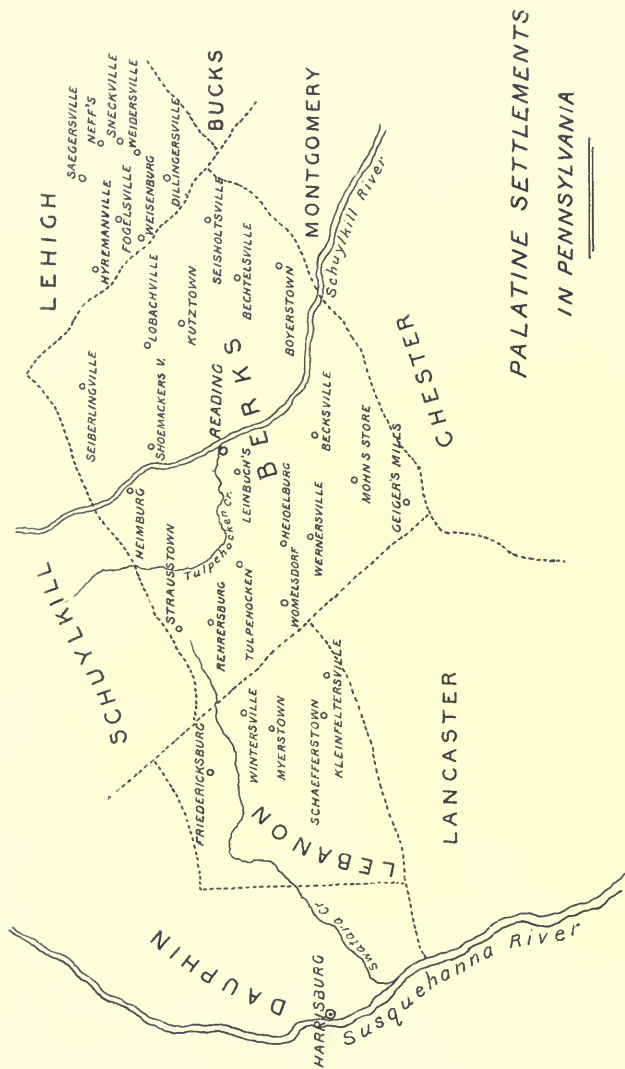 PALATINE SETTLEMENTS
IN PENNSYLVANIA
LEHIGH
BUCKS
MONTGOMERY
BERKS
CHESTER
SCHUYLKILL
LANCASTER
LEBANON
DAUPHIN
SAEGERSVILLE
NEFF'S
SNECKVILLE
WEIDERSVILLE
HYREMANVILLE
FOGELSVILLE
WEISENBURG
DILLINGERSVILLE
SEIBERLINGVILLE
LOBACHVILLE
KUTZTOWN
SEISHOLTSVILLE
BECHTELSVILLE
BOYERSTOWN
Schuylkill River
SHOEMACKERS V.
READING
HEIMBURG
LEINBUCH'S
Tulpehocken Cr.
BECKSVILLE
MOHNS STORE
GEIGER'S MILLS
STRAUSSTOWN
REHRERSBURG
TULPEHOCKEN
HEIDELBURG
WOMELSDORF
WERNERSVILLE
FRIEDERICKSBURG
WINTERSVILLE
MYERSTOWN
SCHAEFFERSTOWN
KLEINFELTERSVILLE
Swatara Cr
HARRISBURG
Susquehanna River